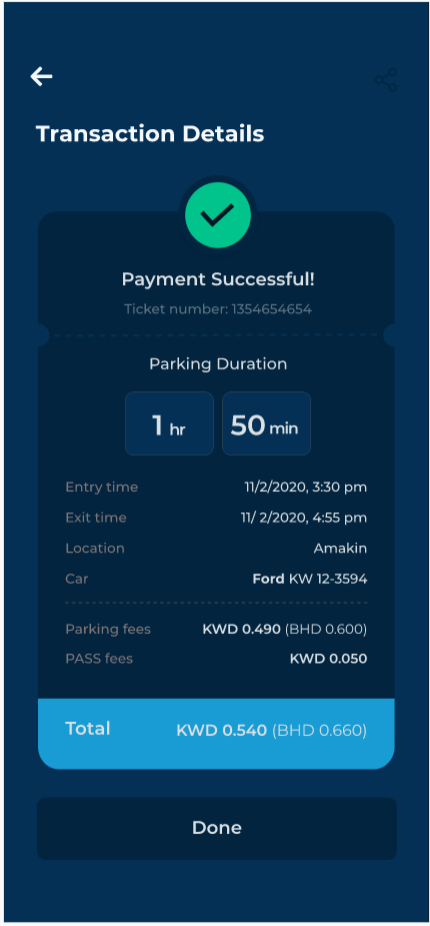 Transaction Details
Payment Successful!
Ticket number: 1354654654
Parking Duration
1 hr 50 min
Entry time 11/2/2020, 3:30 pm
Exit time 11/ 2/2020, 4:55 pm
Location Amakin
Car Ford KW 12-3594
Parking fees KWD 0.490 (BHD 0.600)
PASS fees KWD 0.050
Total KWD 0.540 (BHD 0.660)
Done